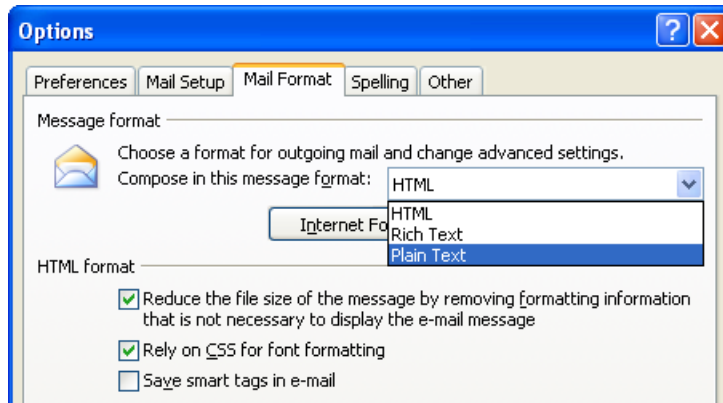 Options
Preferences Mail Setup Mail Format Spelling Other
Message format
Choose a format for outgoing mail and change advanced settings.
Compose in this message format: HTML
HTML
Internet Fo
Rich Text
Plain Text
HTML format
Reduce the file size of the message by removing formatting information
that is not necessary to display the e-mail message
Rely on CSS for font formatting
Save smart tags in e-mail